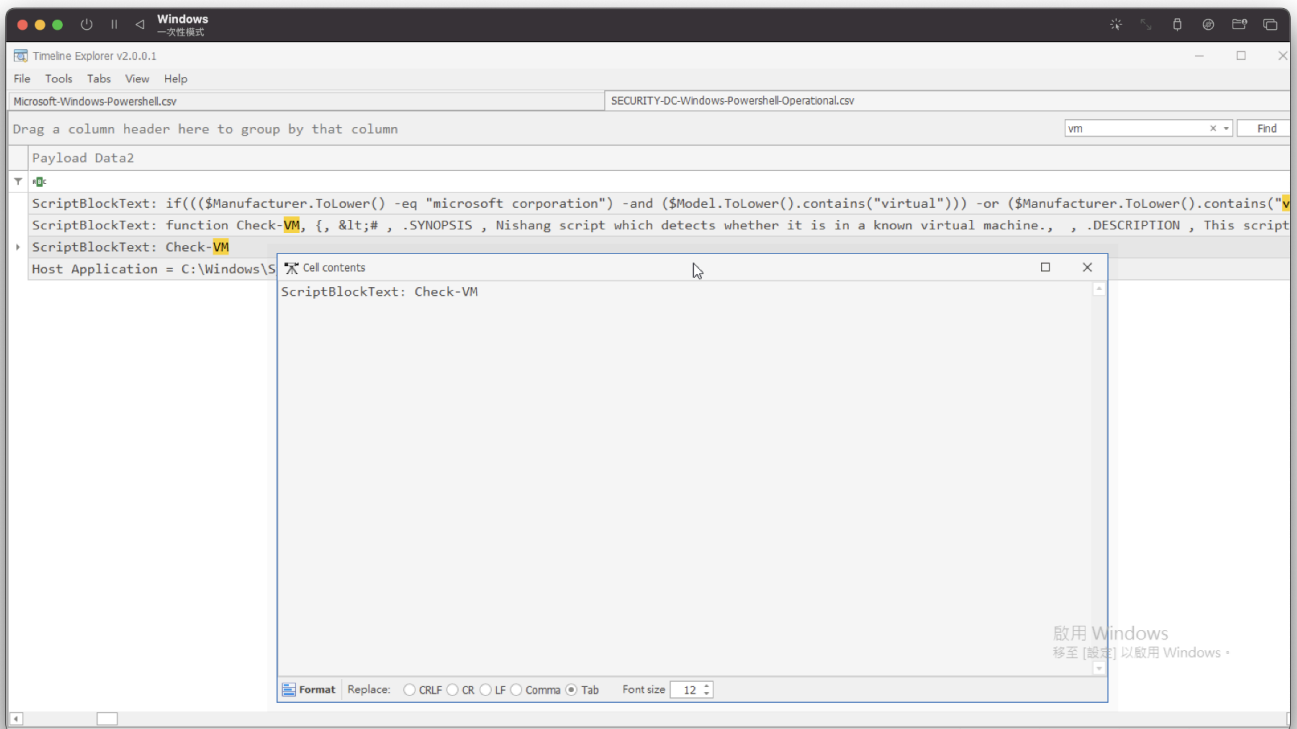 Windows
一次性模式
Timeline Explorer v2.0.0.1
File Tools Tabs View Help
Microsoft-Windows-Powershell.csv SECURITY-DC-Windows-Powershell-Operational.csv
Drag a column header here to group by that column vm Find
Payload Data2
ScriptBlockText: if((($Manufacturer.ToLower() -eq "microsoft corporation") -and ($Model.ToLower().contains("virtual"))) -or ($Manufacturer.ToLower().contains("v
ScriptBlockText: function Check-VM, {, &lt;# , .SYNOPSIS , Nishang script which detects whether it is in a known virtual machine., , .DESCRIPTION , This script
ScriptBlockText: Check-VM
Host Application = C:\Windows\S
Cell contents
ScriptBlockText: Check-VM
啟用 Windows
移至 [設定] 以啟用 Windows。
Format Replace: CRLF CR LF Comma Tab Font size 12